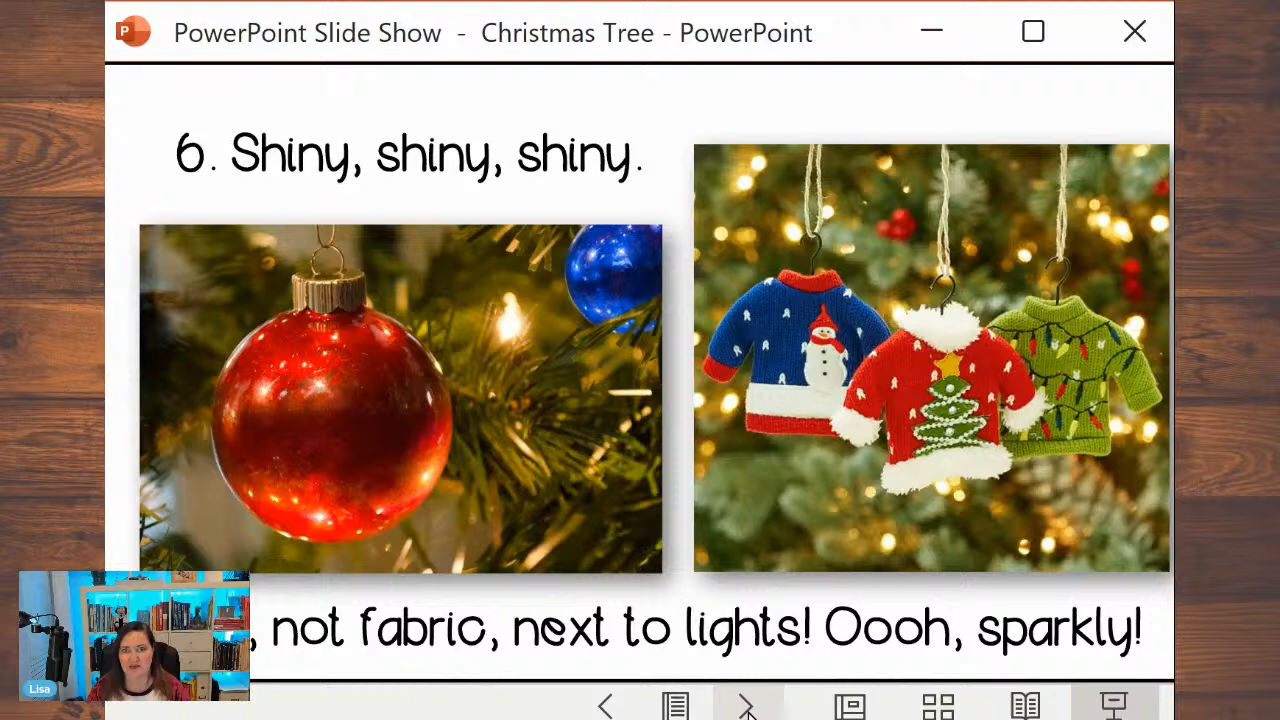 P
PowerPoint Slide Show - Christmas Tree - PowerPoint
6. Shiny, shiny, shiny.
, not fabric, next to lights! Oooh, sparkly!
Lisa